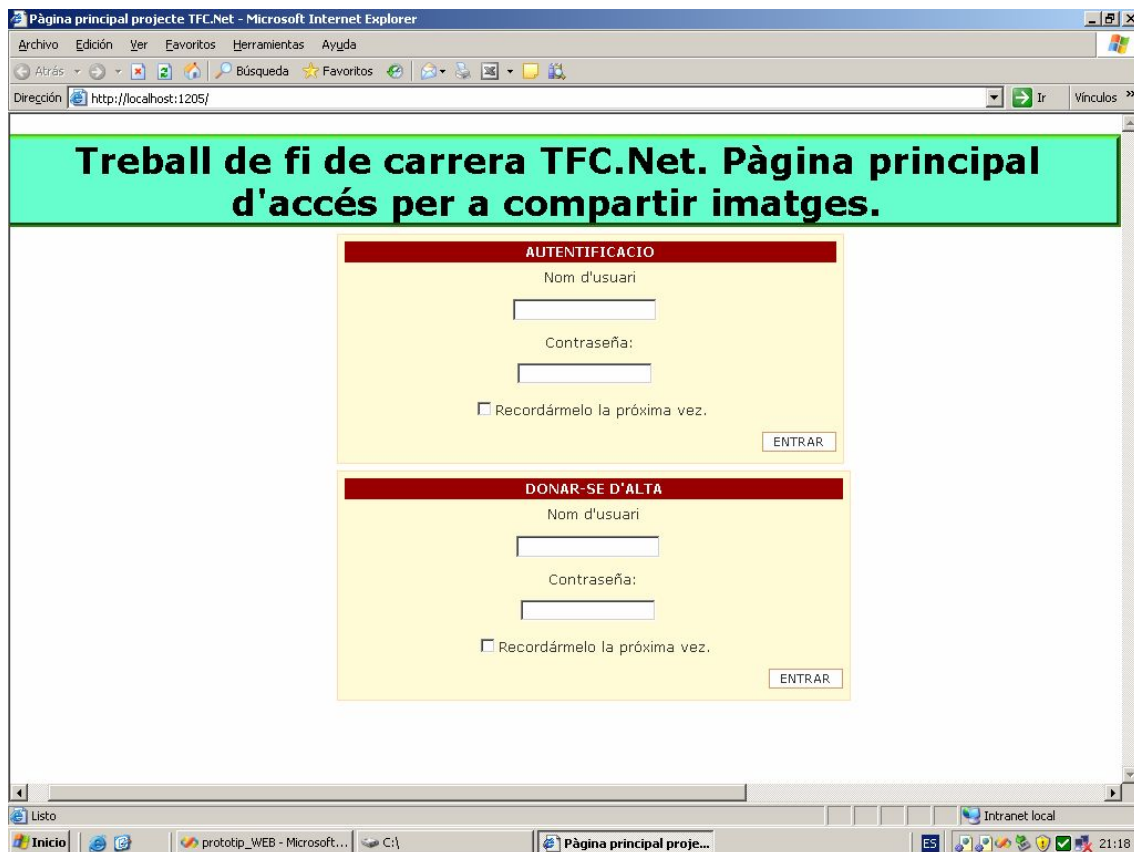 Pàgina principal projecte TFC.Net - Microsoft Internet Explorer
Archivo Edición Ver Favoritos Herramientas Ayuda
Atrás Búsqueda Favoritos
Dirección http://localhost:1205/ Ir Vínculos »
Treball de fi de carrera TFC.Net. Pàgina principal
d'accés per a compartir imatges.
AUTENTIFICACIO
Nom d'usuari
Contraseña:
Recordármelo la próxima vez.
ENTRAR
DONAR-SE D'ALTA
Nom d'usuari
Contraseña:
Recordármelo la próxima vez.
ENTRAR
Listo Intranet local
Inicio prototip_WEB - Microsoft... C:\ Pàgina principal proje... ES 21:18